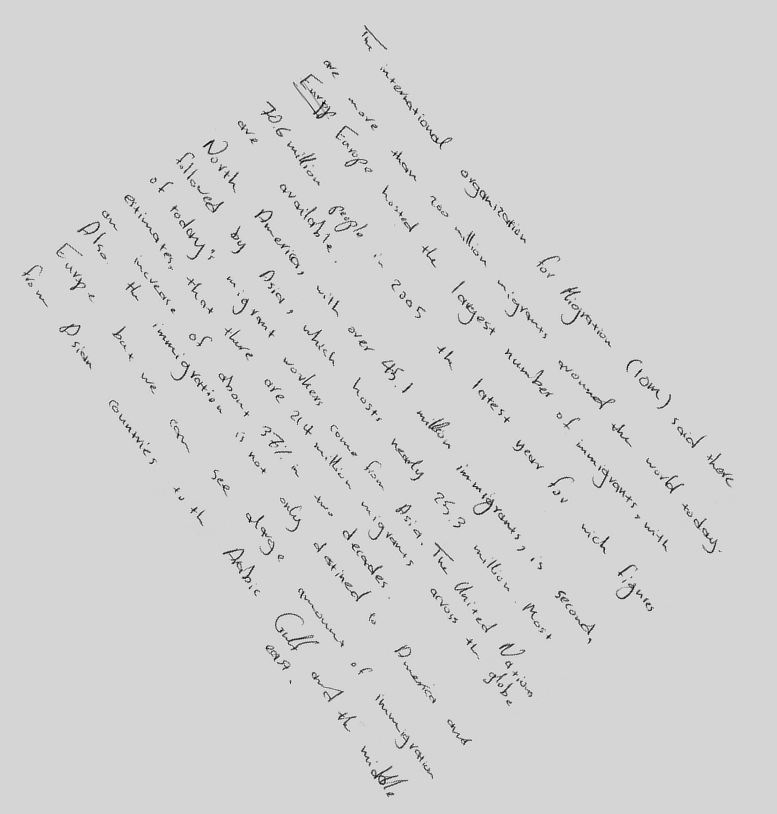 The international organization for Migration (IOM) said there
are more than 200 million migrants around the world today.
Europe hosted the largest number of immigrants, with
70.6 million people in 2005, the latest year for wich figures
are available.
North America, with over 45.1 million immigrants, is second,
followed by Asia, which hosts nearly 25.3 million. Most
of today's migrant workers come from Asia. The United Nations
estimates that there are 214 million migrants across the globe
an increase of about 37% in two decades.
Also the immigration is not only destined to America and
Europe but we can see alarge amount of immigration
from Asian countries to the Arabic Gulf and the middle
east.